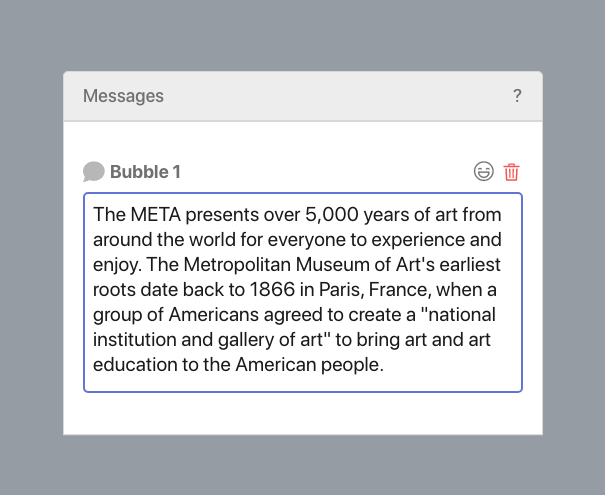 Messages ?
Bubble 1
The META presents over 5,000 years of art from
around the world for everyone to experience and
enjoy. The Metropolitan Museum of Art's earliest
roots date back to 1866 in Paris, France, when a
group of Americans agreed to create a "national
institution and gallery of art" to bring art and art
education to the American people.